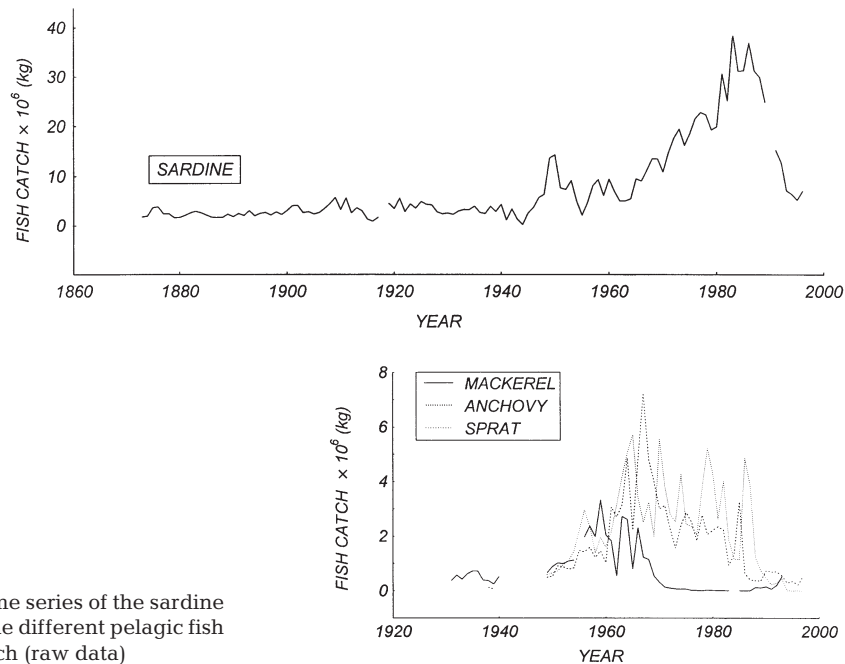 40
30
20
10
0
FISH CATCH × 10⁶ (kg)
SARDINE
1860 1880 1900 1920 1940 1960 1980 2000
YEAR
8
6
4
2
0
FISH CATCH × 10⁶ (kg)
MACKEREL
ANCHOVY
SPRAT
1920 1940 1960 1980 2000
YEAR
series of the sardine
different pelagic fish
(raw data)